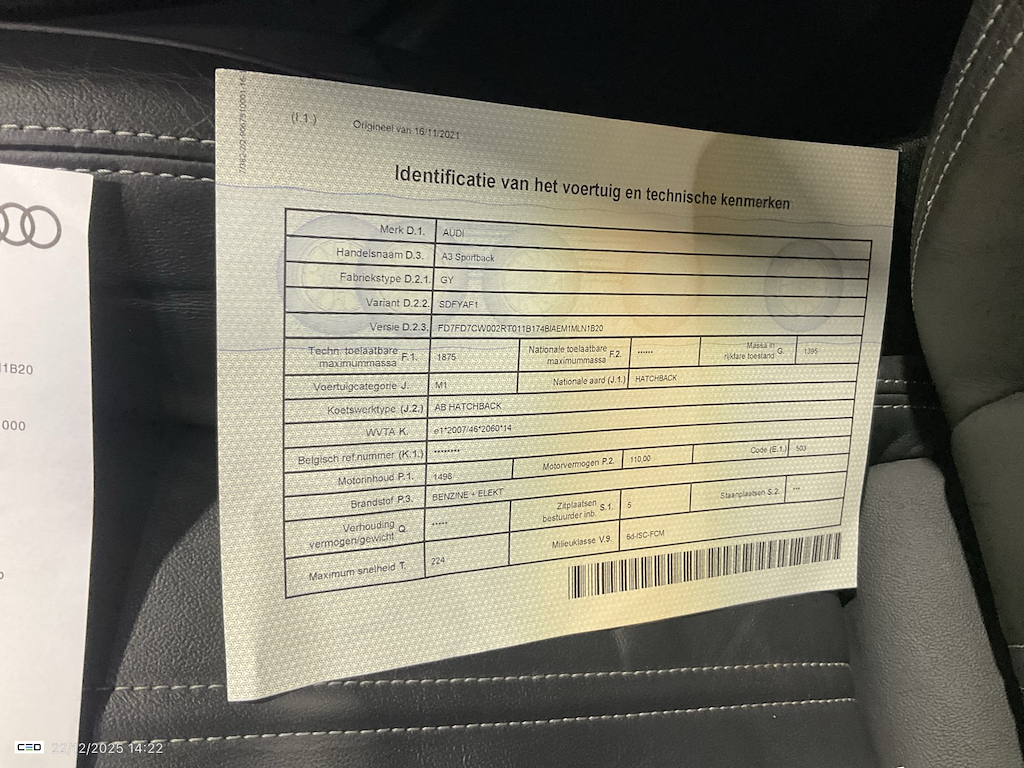 (I.1.)
Origineel van 16/11/2021
Identificatie van het voertuig en technische kenmerken
Merk D.1. AUDI
Handelsnaam D.3. A3 Sportback
Fabriekstype D.2.1. GY
Variant D.2.2. SDFYAF1
Versie D.2.3. FD7FD7CW002RT011B174BIAEM1MLN1B20
Techn. toelaatbare maximummassa F.1. 1875 Nationale toelaatbare maximummassa F.2. ****** Massa in rijklare toestand G. 1395
Voertuigcategorie J. M1 Nationale aard (J.1.) HATCHBACK
Koetswerktype (J.2.) AB HATCHBACK
WVTA K. e1*2007/46*2060*14
Belgisch ref.nummer (K.1.) ********
Motorinhoud P.1. 1498 Motorvermogen P.2. 110,00 Code (E.1.) 503
Brandstof P.3. BENZINE + ELEKT
Verhouding vermogen/gewicht Q. ***** Zitplaatsen bestuurder inb. S.1. 5 Staanplaatsen S.2. ***
Maximum snelheid T. 224 Milieuklasse V.9. 6d-ISC-FCM
1B20
000
CED 22/12/2025 14:22